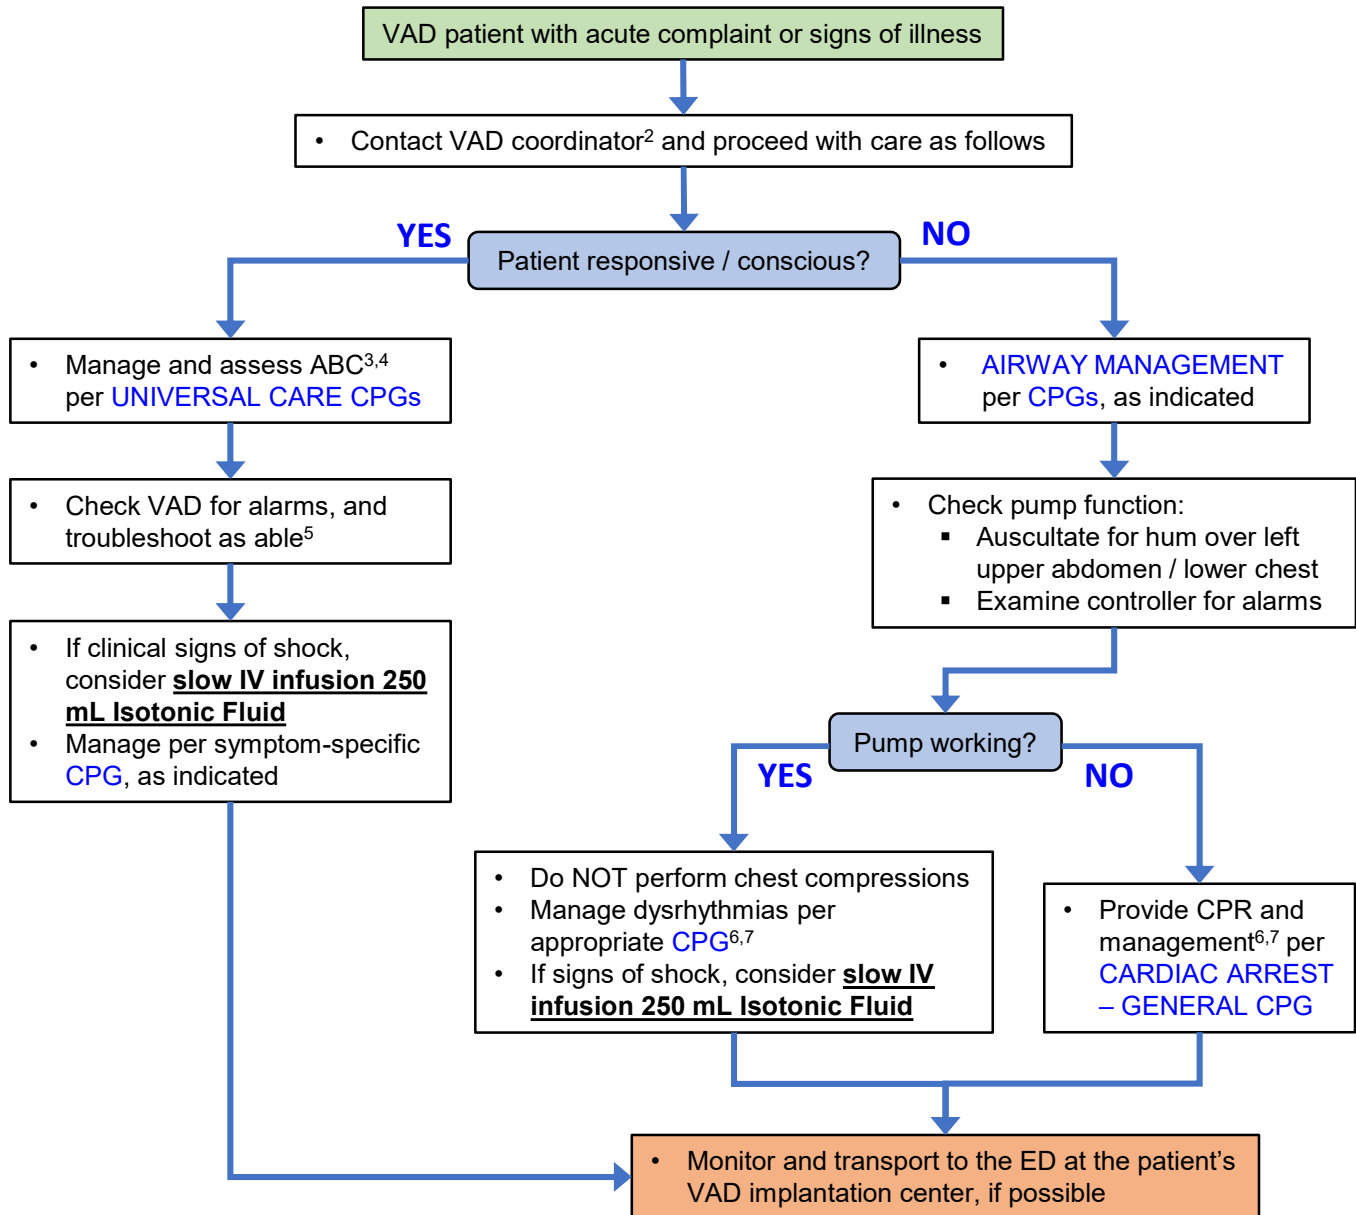 VAD patient with acute complaint or signs of illness
• Contact VAD coordinator² and proceed with care as follows
YES
NO
Patient responsive / conscious?
• Manage and assess ABC³,⁴
per UNIVERSAL CARE CPGs
• Check VAD for alarms, and
troubleshoot as able⁵
• If clinical signs of shock,
consider slow IV infusion 250
mL Isotonic Fluid
• Manage per symptom-specific
CPG, as indicated
• AIRWAY MANAGEMENT
per CPGs, as indicated
• Check pump function:
▪ Auscultate for hum over left
upper abdomen / lower chest
▪ Examine controller for alarms
Pump working?
YES
NO
• Do NOT perform chest compressions
• Manage dysrhythmias per
appropriate CPG⁶,⁷
• If signs of shock, consider slow IV
infusion 250 mL Isotonic Fluid
• Provide CPR and
management⁶,⁷ per
CARDIAC ARREST
– GENERAL CPG
• Monitor and transport to the ED at the patient’s
VAD implantation center, if possible